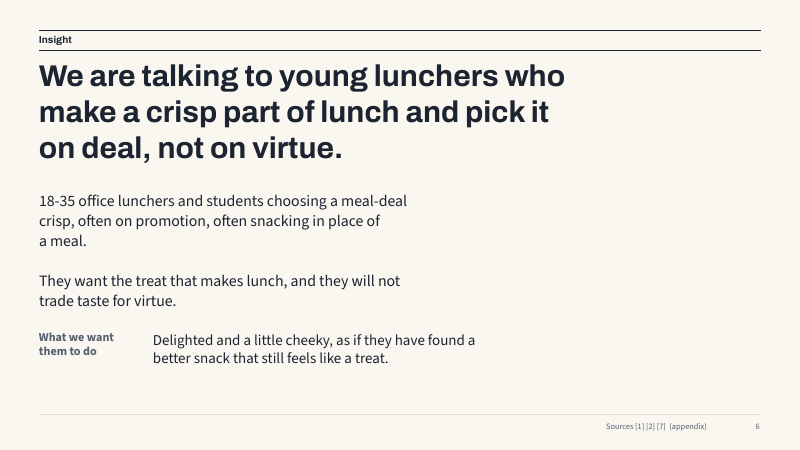 Insight
We are talking to young lunchers who
make a crisp part of lunch and pick it
on deal, not on virtue.
18-35 office lunchers and students choosing a meal-deal
crisp, often on promotion, often snacking in place of
a meal.
They want the treat that makes lunch, and they will not
trade taste for virtue.
What we want
them to do
Delighted and a little cheeky, as if they have found a
better snack that still feels like a treat.
Sources [1] [2] [7] (appendix)
6